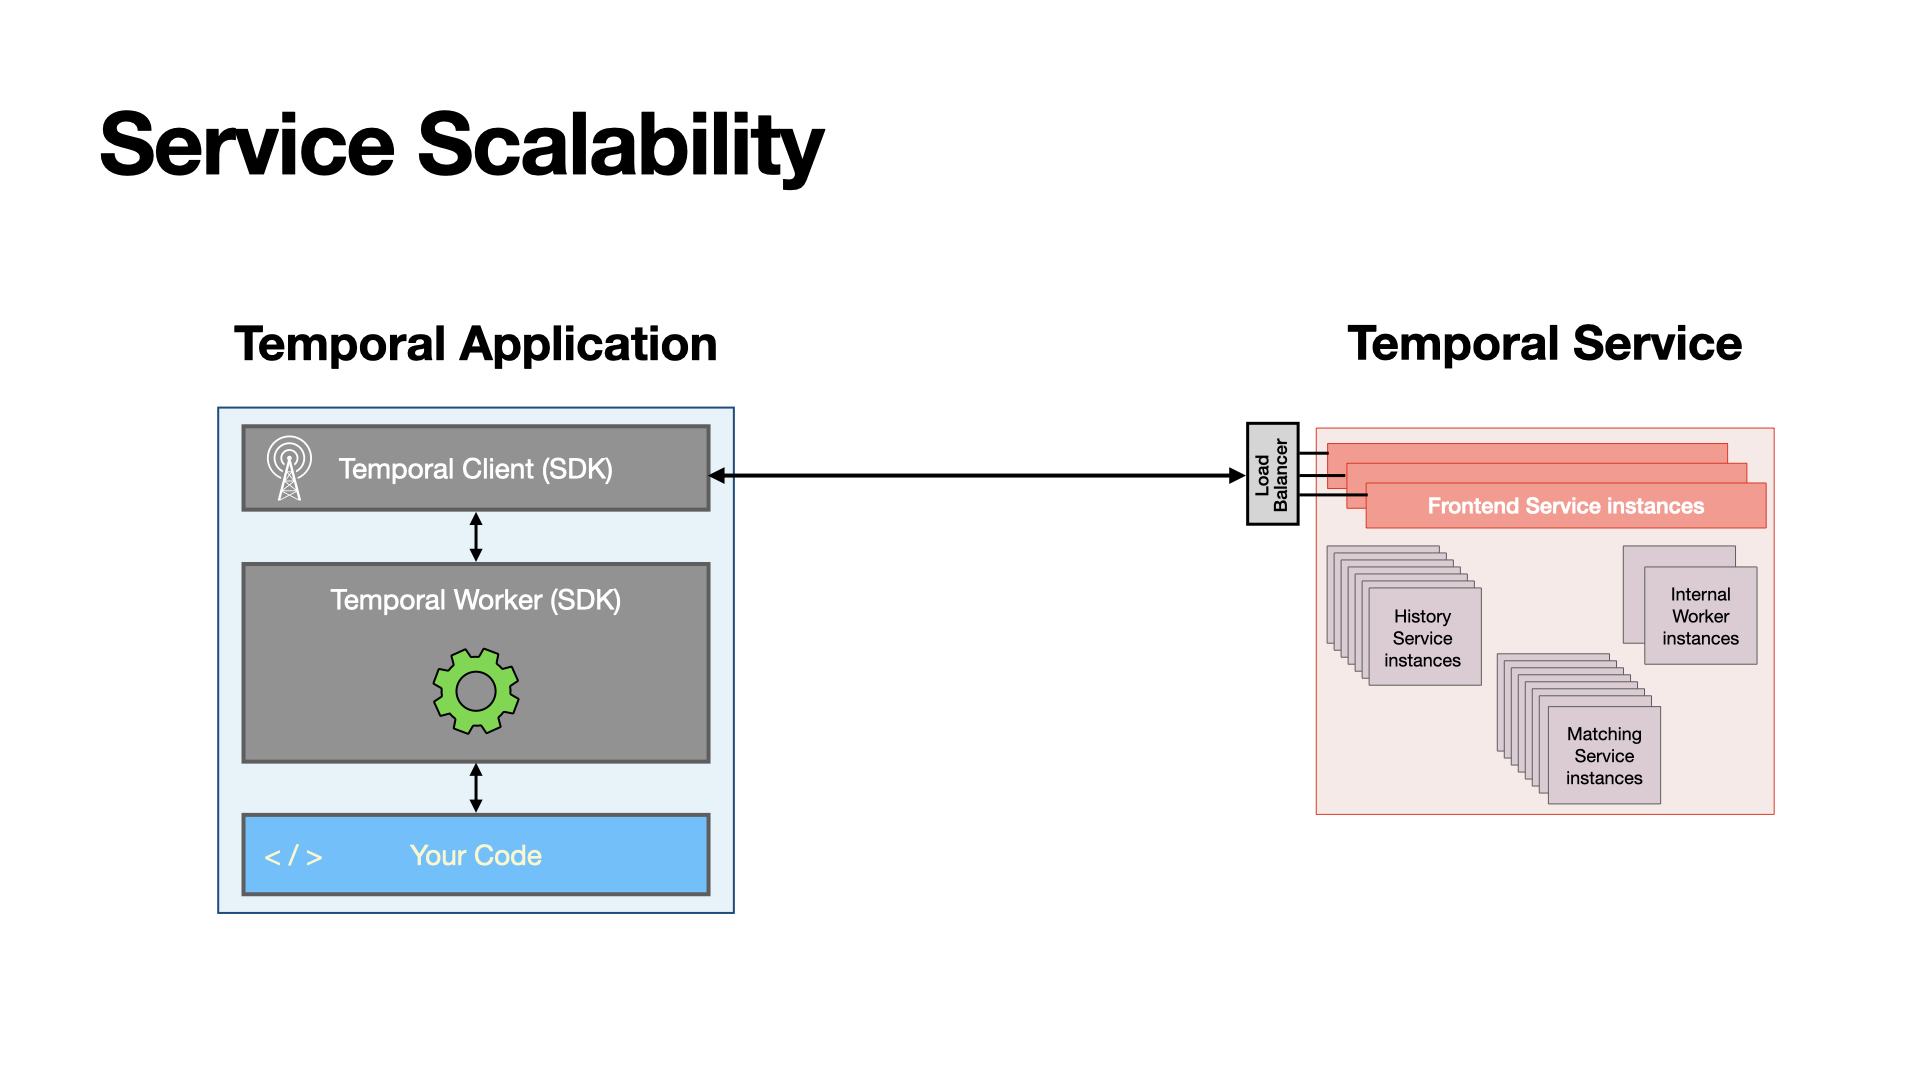 Service Scalability
Temporal Application
Temporal Client (SDK)
Temporal Worker (SDK)
</> Your Code
Temporal Service
Load
Balancer
Frontend Service instances
History
Service
instances
Internal
Worker
instances
Matching
Service
instances